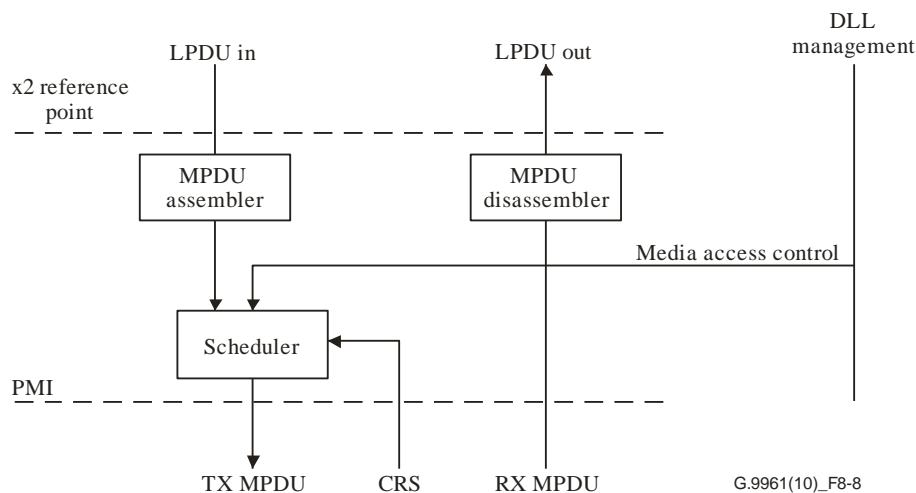 DLL
management
LPDU in
LPDU out
x2 reference
point
MPDU
assembler
MPDU
disassembler
Media access control
Scheduler
PMI
TX MPDU
CRS
RX MPDU
G.9961(10)_F8-8